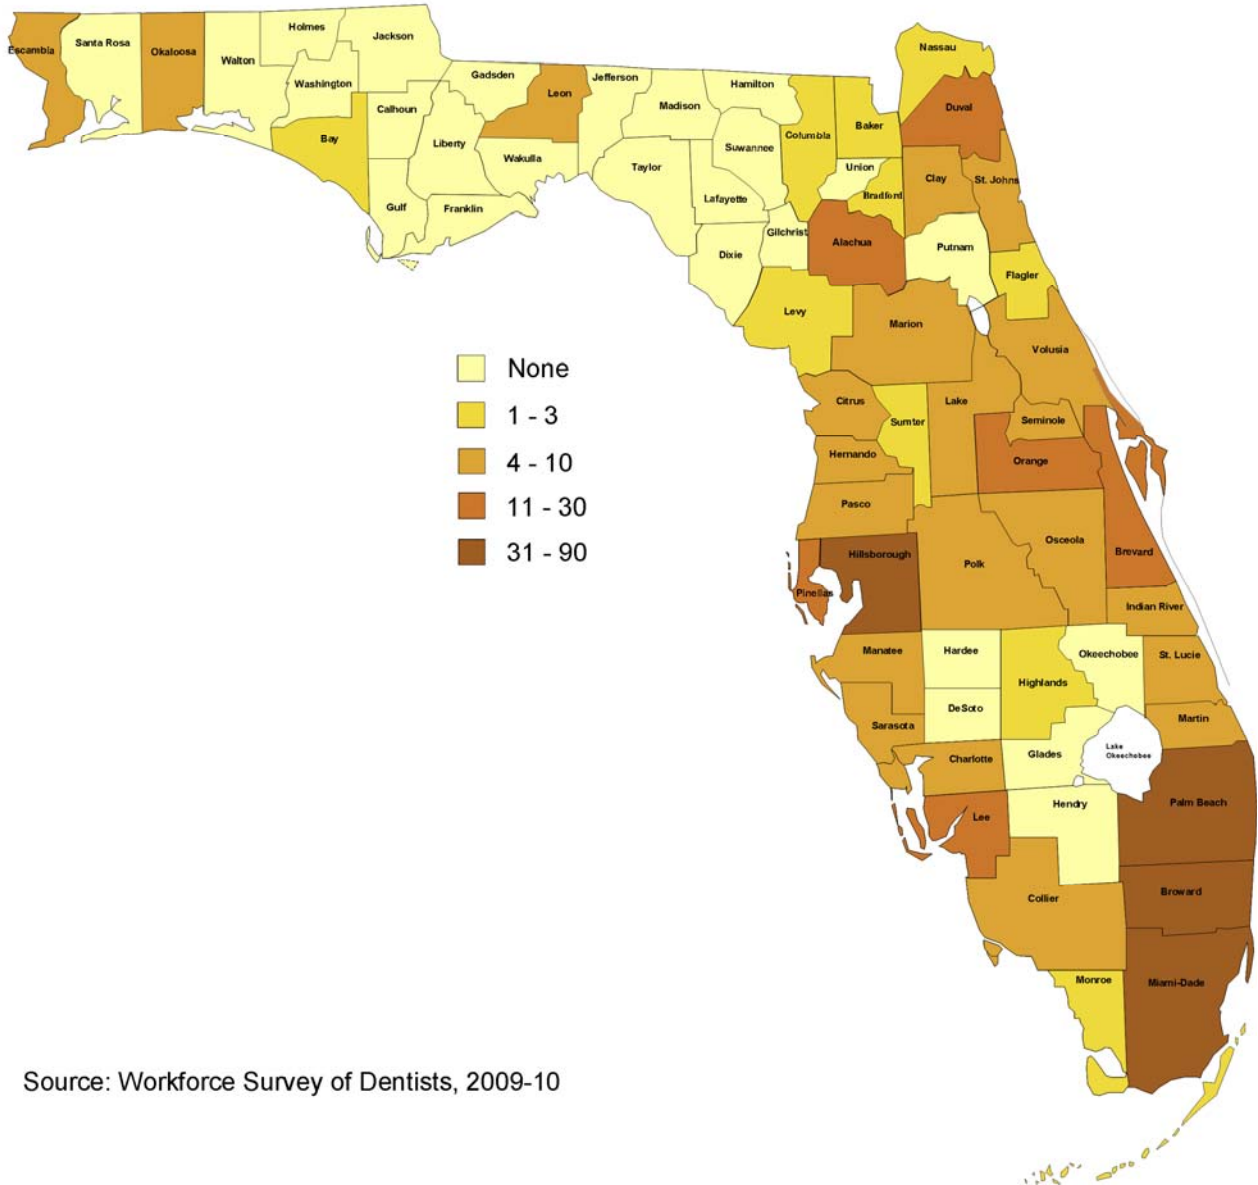 Escambia
Santa Rosa
Okaloosa
Walton
Holmes
Washington
Jackson
Bay
Calhoun
Gulf
Liberty
Gadsden
Franklin
Leon
Wakulla
Jefferson
Madison
Taylor
Hamilton
Suwannee
Lafayette
Dixie
Columbia
Gilchrist
Baker
Union
Bradford
Alachua
Levy
Nassau
Duval
Clay
St. Johns
Putnam
Flagler
Marion
Volusia
Citrus
Sumter
Lake
Seminole
Hernando
Orange
Pasco
Osceola
Brevard
Hillsborough
Polk
Pinellas
Indian River
Manatee
Hardee
Okeechobee
St. Lucie
Highlands
DeSoto
Sarasota
Martin
Charlotte
Glades
Lake
Okeechobee
Hendry
Palm Beach
Lee
Collier
Broward
Monroe
Miami-Dade
None
1 - 3
4 - 10
11 - 30
31 - 90
Source: Workforce Survey of Dentists, 2009-10